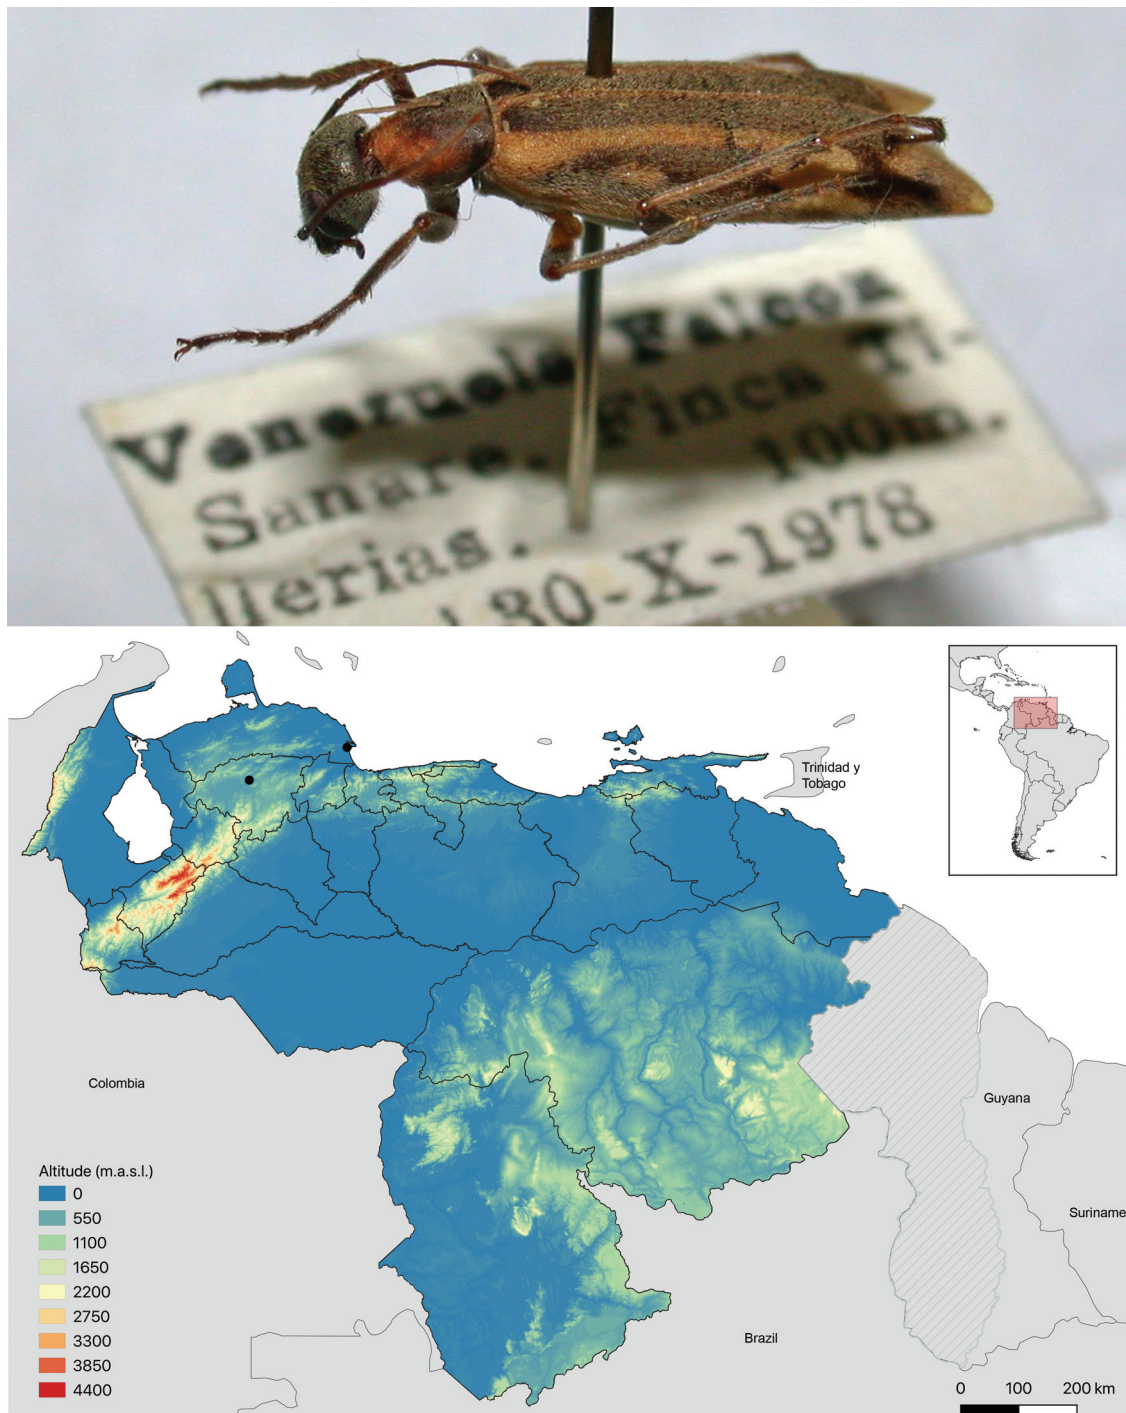 Venezuela Falcon
Sanare. Finca Ti-
llerias. 100m.
30-X-1978
Trinidad y
Tobago
Colombia
Guyana
Suriname
Brazil
Altitude (m.a.s.l.)
0
550
1100
1650
2200
2750
3300
3850
4400
0 100 200 km